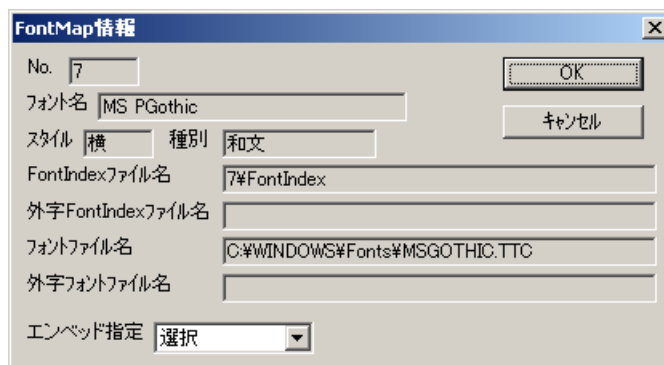 FontMap情報
No. 7
OK
フォント名 MS PGothic
キャンセル
スタイル 横 種別 和文
FontIndexファイル名 7¥FontIndex
外字FontIndexファイル名
フォントファイル名 C:¥WINDOWS¥Fonts¥MSGOTHIC.TTC
外字フォントファイル名
エンベッド指定 選択